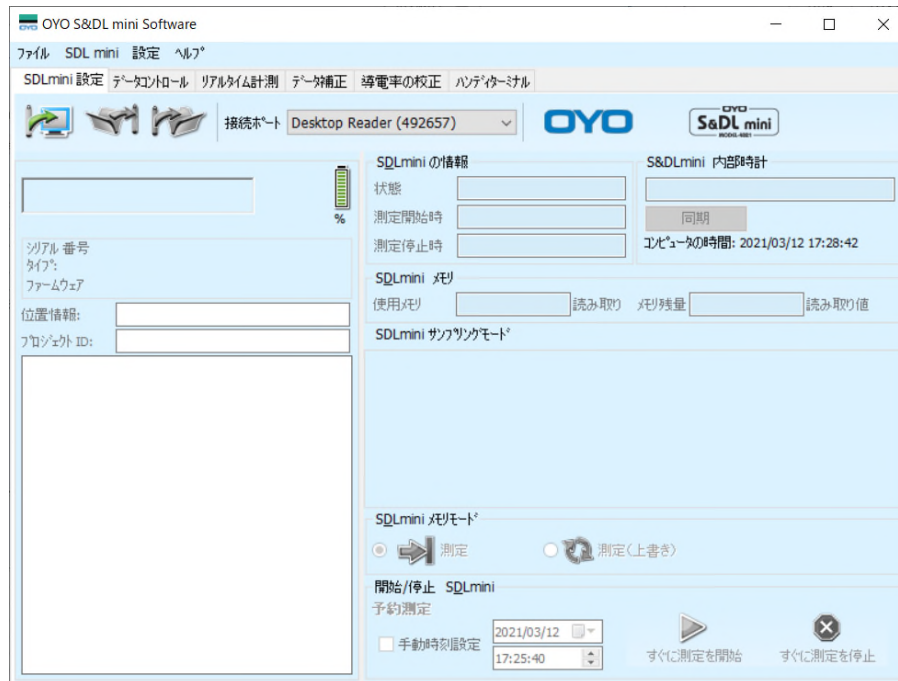 OYO S&DL mini Software
ﾌｧｲﾙ SDL mini 設定 ﾍﾙﾌﾟ
SDLmini 設定 ﾃﾞｰﾀｺﾝﾄﾛｰﾙ ﾘｱﾙﾀｲﾑ計測 ﾃﾞｰﾀ補正 導電率の校正 ﾊﾝﾃﾞｨﾀｰﾐﾅﾙ
接続ﾎﾟｰﾄ Desktop Reader (492657) OYO OYO S&DL mini
%
ｼﾘｱﾙ 番号
ﾀｲﾌﾟ:
ﾌｧｰﾑｳｪｱ
位置情報:
ﾌﾟﾛｼﾞｪｸﾄ ID:
SDLmini の情報
状態
測定開始時
測定停止時
S&DLmini 内部時計
同期
ｺﾝﾋﾟｭｰﾀの時間: 2021/03/12 17:28:42
SDLmini ﾒﾓﾘ
使用ﾒﾓﾘ 読み取り ﾒﾓﾘ残量 読み取り値
SDLmini ｻﾝﾌﾟﾘﾝｸﾞﾓｰﾄﾞ
SDLmini ﾒﾓﾘﾓｰﾄﾞ
測定 測定(上書き)
開始/停止 SDLmini
予約測定
手動時刻設定 2021/03/12
17:25:40
すぐに測定を開始 すぐに測定を停止